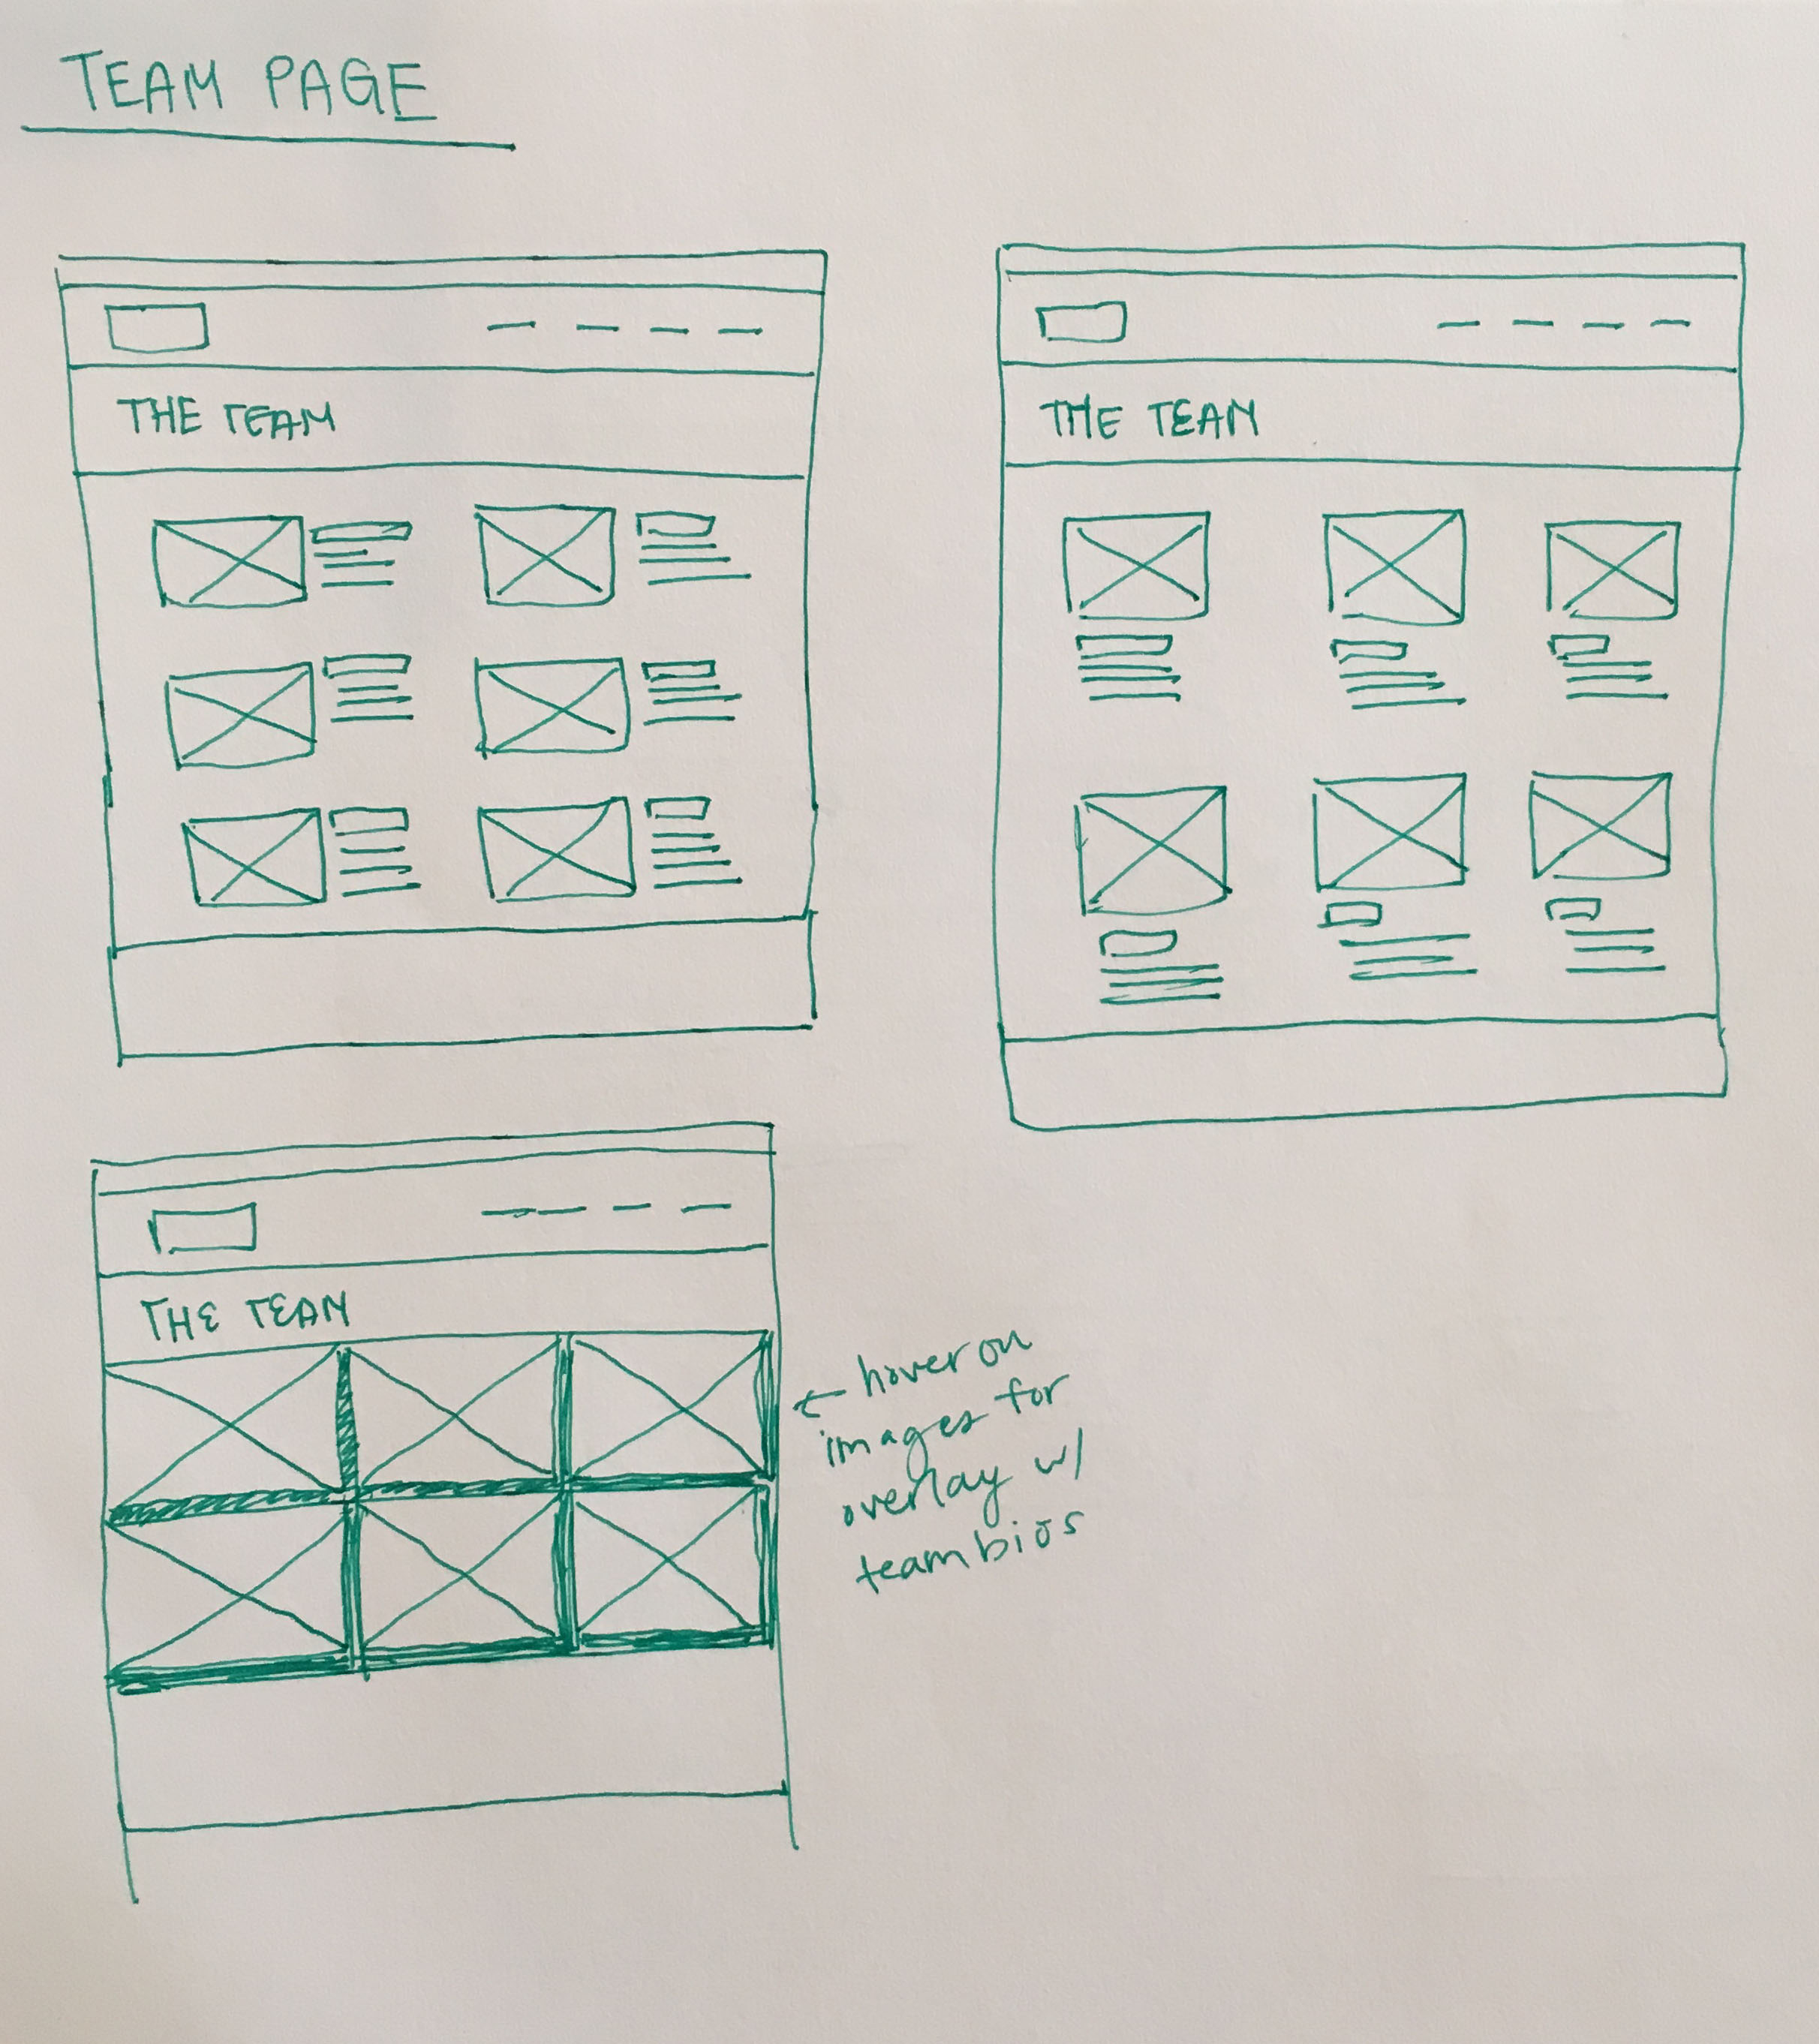 TEAM PAGE
THE TEAM
THE TEAM
THE TEAM
← hover on
images for
overlay w/
team bios